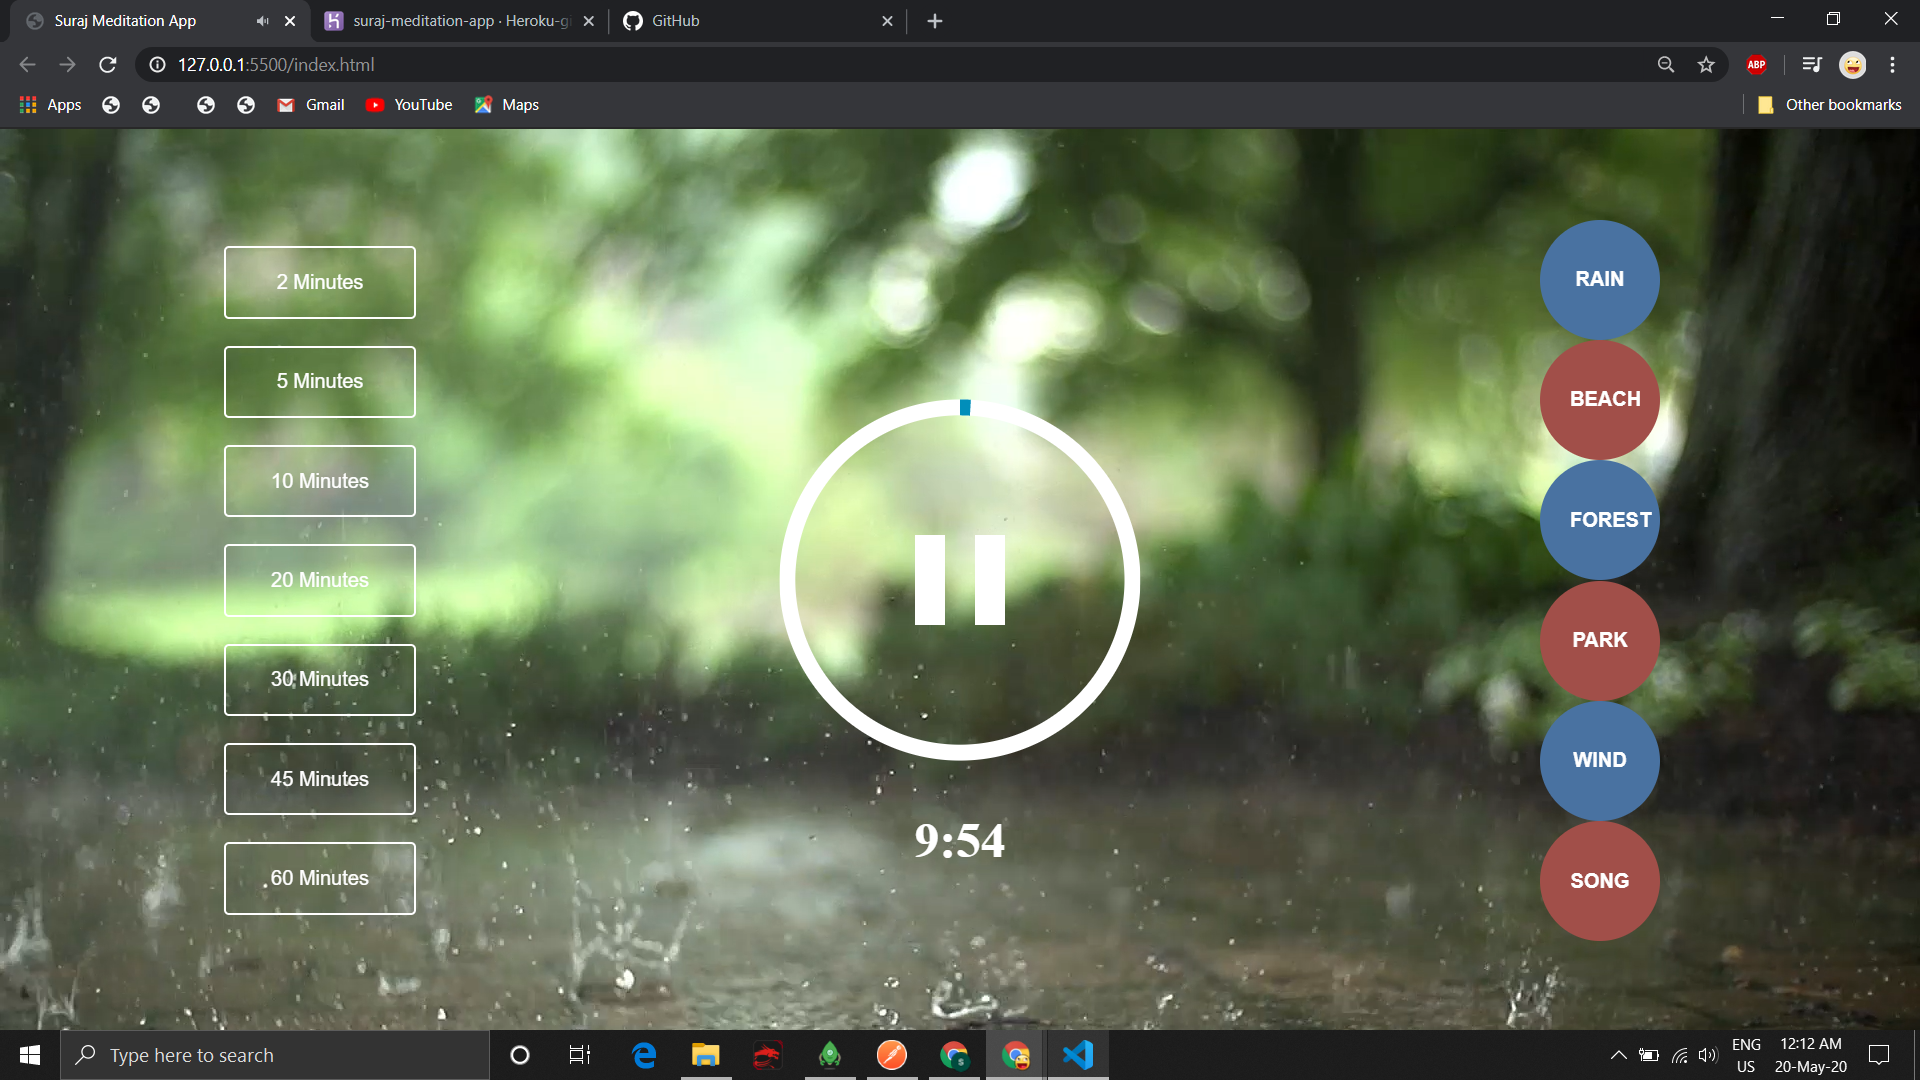 Suraj Meditation App
suraj-meditation-app · Heroku-gi
GitHub
127.0.0.1:5500/index.html
ABP
Apps
Gmail
YouTube
Maps
Other bookmarks
2 Minutes
5 Minutes
10 Minutes
20 Minutes
30 Minutes
45 Minutes
60 Minutes
9:54
RAIN
BEACH
FOREST
PARK
WIND
SONG
Type here to search
ENG
US
12:12 AM
20-May-20